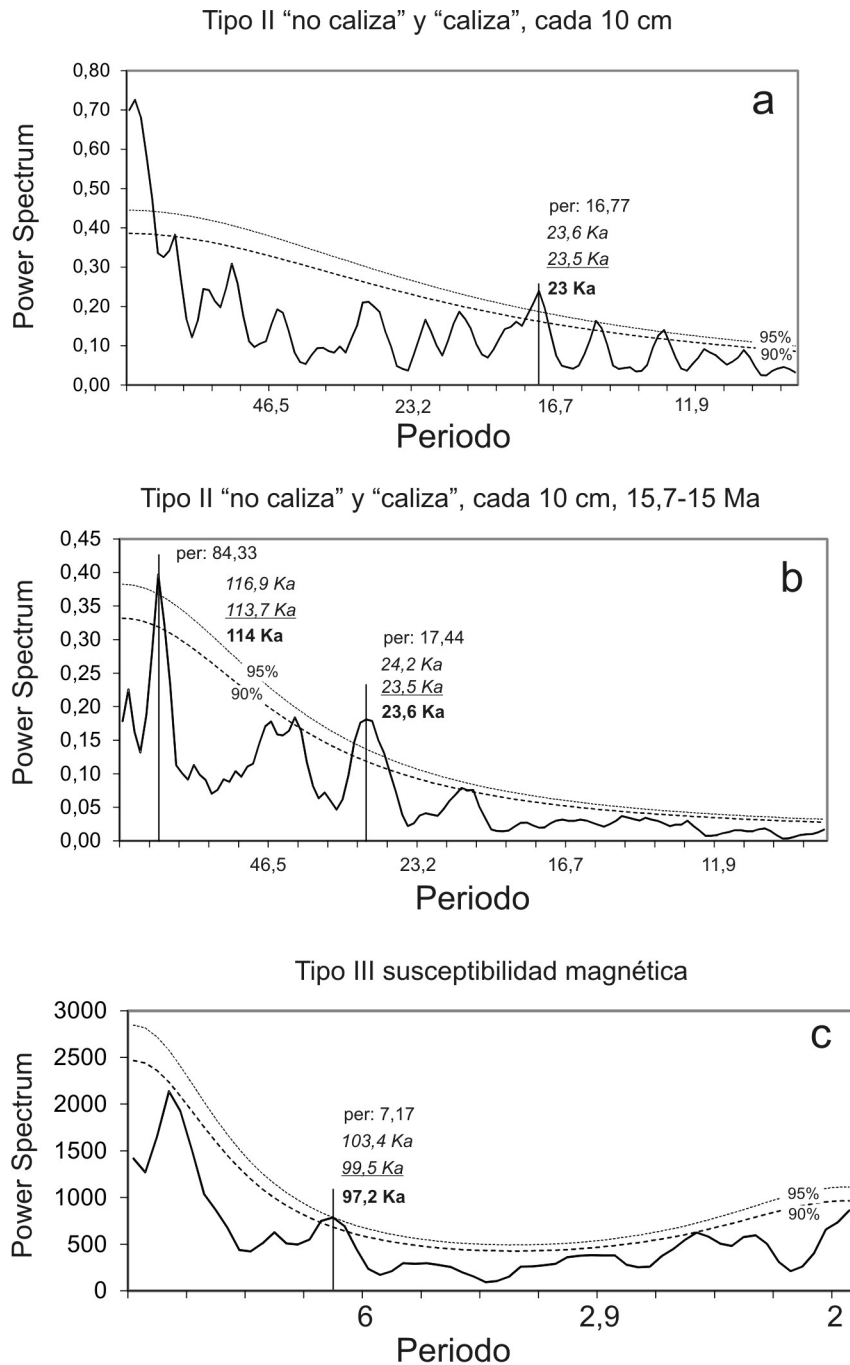 Tipo II “no caliza” y “caliza”, cada 10 cm
a
Power Spectrum
0,80
0,70
0,60
0,50
0,40
0,30
0,20
0,10
0,00
per: 16,77
23,6 Ka
23,5 Ka
23 Ka
95%
90%
46,5
23,2
16,7
11,9
Periodo
Tipo II “no caliza” y “caliza”, cada 10 cm, 15,7-15 Ma
b
Power Spectrum
0,45
0,40
0,35
0,30
0,25
0,20
0,15
0,10
0,05
0,00
per: 84,33
116,9 Ka
113,7 Ka
114 Ka
95%
90%
per: 17,44
24,2 Ka
23,5 Ka
23,6 Ka
46,5
23,2
16,7
11,9
Periodo
Tipo III susceptibilidad magnética
c
Power Spectrum
3000
2500
2000
1500
1000
500
0
per: 7,17
103,4 Ka
99,5 Ka
97,2 Ka
95%
90%
6
2,9
2
Periodo